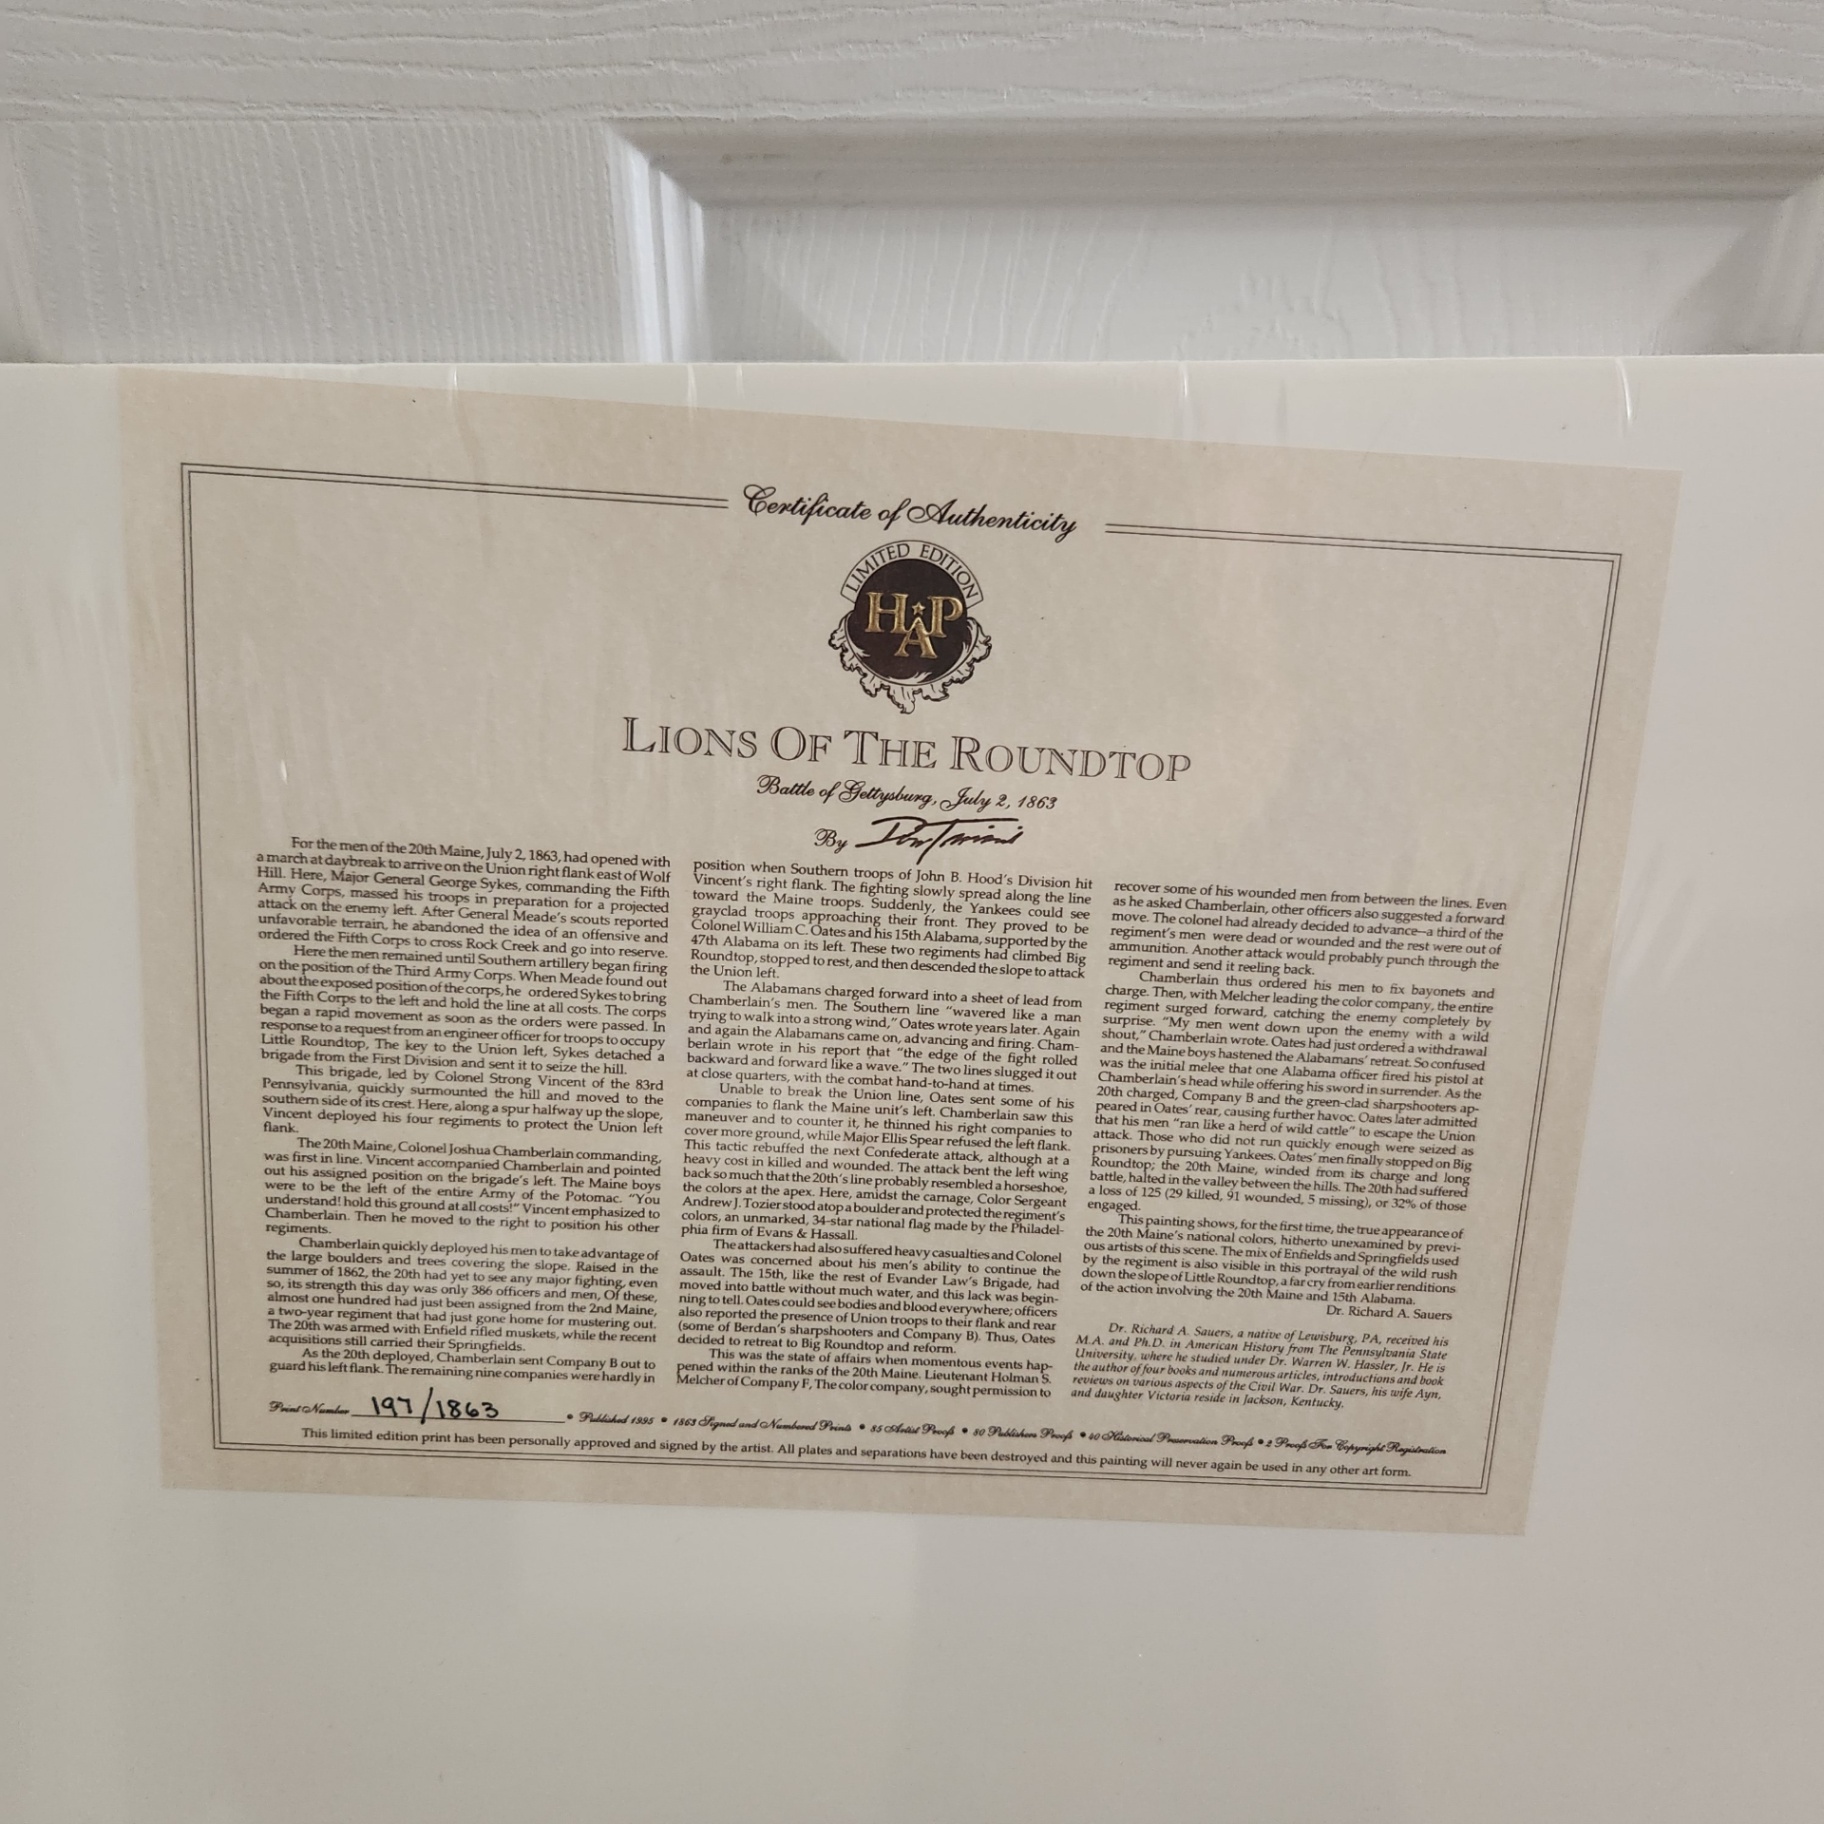 Certificate of Authenticity
LIMITED EDITION
HAP
LIONS OF THE ROUNDTOP
Battle of Gettysburg, July 2, 1863
By
For the men of the 20th Maine, July 2, 1863, had opened with
a march at daybreak to arrive on the Union right flank east of Wolf
Hill. Here, Major General George Sykes, commanding the Fifth
Army Corps, massed his troops in preparation for a projected
attack on the enemy left. After General Meade's scouts reported
unfavorable terrain, he abandoned the idea of an offensive and
ordered the Fifth Corps to cross Rock Creek and go into reserve.
Here the men remained until Southern artillery began firing
on the position of the Third Army Corps. When Meade found out
about the exposed position of the corps, he ordered Sykes to bring
the Fifth Corps to the left and hold the line at all costs. The corps
began a rapid movement as soon as the orders were passed. In
response to a request from an engineer officer for troops to occupy
Little Roundtop, The key to the Union left, Sykes detached a
brigade from the First Division and sent it to seize the hill.
This brigade, led by Colonel Strong Vincent of the 83rd
Pennsylvania, quickly surmounted the hill and moved to the
southern side of its crest. Here, along a spur halfway up the slope,
Vincent deployed his four regiments to protect the Union left
flank.
The 20th Maine, Colonel Joshua Chamberlain commanding,
was first in line. Vincent accompanied Chamberlain and pointed
out his assigned position on the brigade's left. The Maine boys
were to be the left of the entire Army of the Potomac. "You
understand! hold this ground at all costs!" Vincent emphasized to
Chamberlain. Then he moved to the right to position his other
regiments.
Chamberlain quickly deployed his men to take advantage of
the large boulders and trees covering the slope. Raised in the
summer of 1862, the 20th had yet to see any major fighting, even
so, its strength this day was only 386 officers and men, Of these,
almost one hundred had just been assigned from the 2nd Maine,
a two-year regiment that had just gone home for mustering out.
The 20th was armed with Enfield rifled muskets, while the recent
acquisitions still carried their Springfields.
As the 20th deployed, Chamberlain sent Company B out to
guard his left flank. The remaining nine companies were hardly in
position when Southern troops of John B. Hood's Division hit
Vincent's right flank. The fighting slowly spread along the line
toward the Maine troops. Suddenly, the Yankees could see
grayclad troops approaching their front. They proved to be
Colonel William C. Oates and his 15th Alabama, supported by the
47th Alabama on its left. These two regiments had climbed Big
Roundtop, stopped to rest, and then descended the slope to attack
the Union left.
The Alabamans charged forward into a sheet of lead from
Chamberlain's men. The Southern line "wavered like a man
trying to walk into a strong wind," Oates wrote years later. Again
and again the Alabamans came on, advancing and firing. Cham-
berlain wrote in his report that "the edge of the fight rolled
backward and forward like a wave." The two lines slugged it out
at close quarters, with the combat hand-to-hand at times.
Unable to break the Union line, Oates sent some of his
companies to flank the Maine unit's left. Chamberlain saw this
maneuver and to counter it, he thinned his right companies to
cover more ground, while Major Ellis Spear refused the left flank.
This tactic rebuffed the next Confederate attack, although at a
heavy cost in killed and wounded. The attack bent the left wing
back so much that the 20th's line probably resembled a horseshoe,
the colors at the apex. Here, amidst the carnage, Color Sergeant
Andrew J. Tozier stood atop a boulder and protected the regiment's
colors, an unmarked, 34-star national flag made by the Philadel-
phia firm of Evans & Hassall.
The attackers had also suffered heavy casualties and Colonel
Oates was concerned about his men's ability to continue the
assault. The 15th, like the rest of Evander Law's Brigade, had
moved into battle without much water, and this lack was begin-
ning to tell. Oates could see bodies and blood everywhere; officers
also reported the presence of Union troops to their flank and rear
(some of Berdan's sharpshooters and Company B). Thus, Oates
decided to retreat to Big Roundtop and reform.
This was the state of affairs when momentous events hap-
pened within the ranks of the 20th Maine. Lieutenant Holman S.
Melcher of Company F, The color company, sought permission to
recover some of his wounded men from between the lines. Even
as he asked Chamberlain, other officers also suggested a forward
move. The colonel had already decided to advance—a third of the
regiment's men were dead or wounded and the rest were out of
ammunition. Another attack would probably punch through the
regiment and send it reeling back.
Chamberlain thus ordered his men to fix bayonets and
charge. Then, with Melcher leading the color company, the entire
regiment surged forward, catching the enemy completely by
surprise. "My men went down upon the enemy with a wild
shout," Chamberlain wrote. Oates had just ordered a withdrawal
and the Maine boys hastened the Alabamans' retreat. So confused
was the initial melee that one Alabama officer fired his pistol at
Chamberlain's head while offering his sword in surrender. As the
20th charged, Company B and the green-clad sharpshooters ap-
peared in Oates' rear, causing further havoc. Oates later admitted
that his men "ran like a herd of wild cattle" to escape the Union
attack. Those who did not run quickly enough were seized as
prisoners by pursuing Yankees. Oates' men finally stopped on Big
Roundtop; the 20th Maine, winded from its charge and long
battle, halted in the valley between the hills. The 20th had suffered
a loss of 125 (29 killed, 91 wounded, 5 missing), or 32% of those
engaged.
This painting shows, for the first time, the true appearance of
the 20th Maine's national colors, hitherto unexamined by previ-
ous artists of this scene. The mix of Enfields and Springfields used
by the regiment is also visible in this portrayal of the wild rush
down the slope of Little Roundtop, a far cry from earlier renditions
of the action involving the 20th Maine and 15th Alabama.
Dr. Richard A. Sauers
Dr. Richard A. Sauers, a native of Lewisburg, PA, received his
M.A. and Ph.D. in American History from The Pennsylvania State
University, where he studied under Dr. Warren W. Hassler, Jr. He is
the author of four books and numerous articles, introductions and book
reviews on various aspects of the Civil War. Dr. Sauers, his wife Ayn,
and daughter Victoria reside in Jackson, Kentucky.
Print Number 197/1863 • Published 1995 • 1863 Signed and Numbered Prints • 85 Artist Proofs • 80 Publishers Proofs • 40 Historical Preservation Proofs • 2 Proofs For Copyright Registration
This limited edition print has been personally approved and signed by the artist. All plates and separations have been destroyed and this painting will never again be used in any other art form.